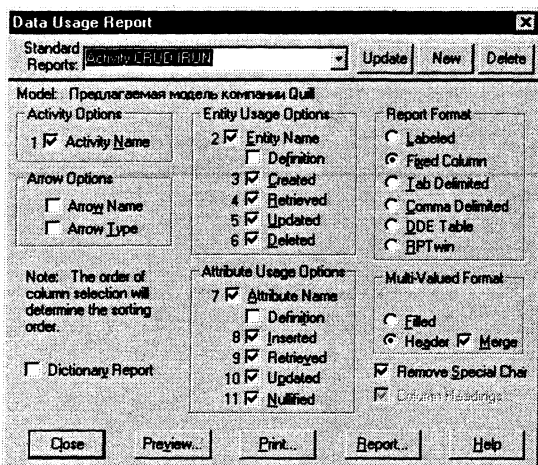 Data Usage Report
Standard Reports: Activity CRUD IRUN Update New Delete
Model: Предлагаемая модель компании Quill
Activity Options
1 Activity Name
Arrow Options
Arrow Name
Arrow Type
Note: The order of
column selection will
determine the sorting
order.
Dictionary Report
Entity Usage Options
2 Entity Name
Definition
3 Created
4 Retrieved
5 Updated
6 Deleted
Attribute Usage Options
7 Attribute Name
Definition
8 Inserted
9 Retrieved
10 Updated
11 Nullified
Report Format
Labeled
Fixed Column
Tab Delimited
Comma Delimited
DDE Table
RPTwin
Multi-Valued Format
Filled
Header Merge
Remove Special Char
Column Headings
Close Preview... Print... Report... Help